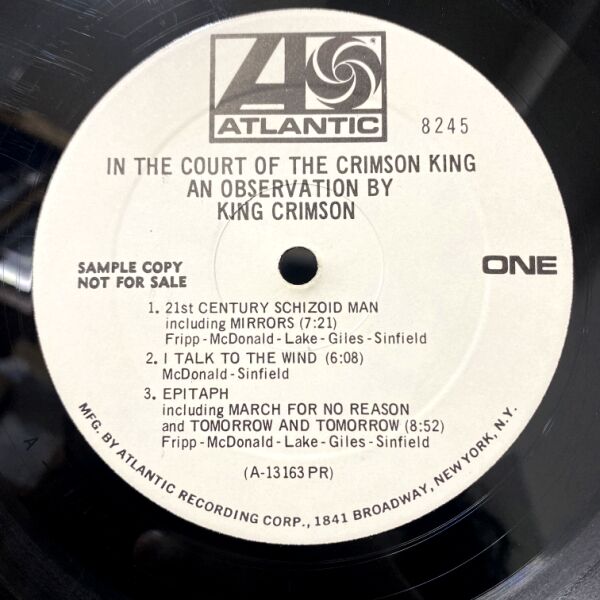 ATLANTIC
8245
IN THE COURT OF THE CRIMSON KING
AN OBSERVATION BY
KING CRIMSON
SAMPLE COPY
NOT FOR SALE
ONE
1. 21st CENTURY SCHIZOID MAN
including MIRRORS (7:21)
Fripp-McDonald-Lake-Giles-Sinfield
2. I TALK TO THE WIND (6:08)
McDonald-Sinfield
3. EPITAPH
including MARCH FOR NO REASON
and TOMORROW AND TOMORROW (8:52)
Fripp-McDonald-Lake-Giles-Sinfield
(A-13163 PR)
MFG. BY ATLANTIC RECORDING CORP., 1841 BROADWAY, NEW YORK, N.Y.